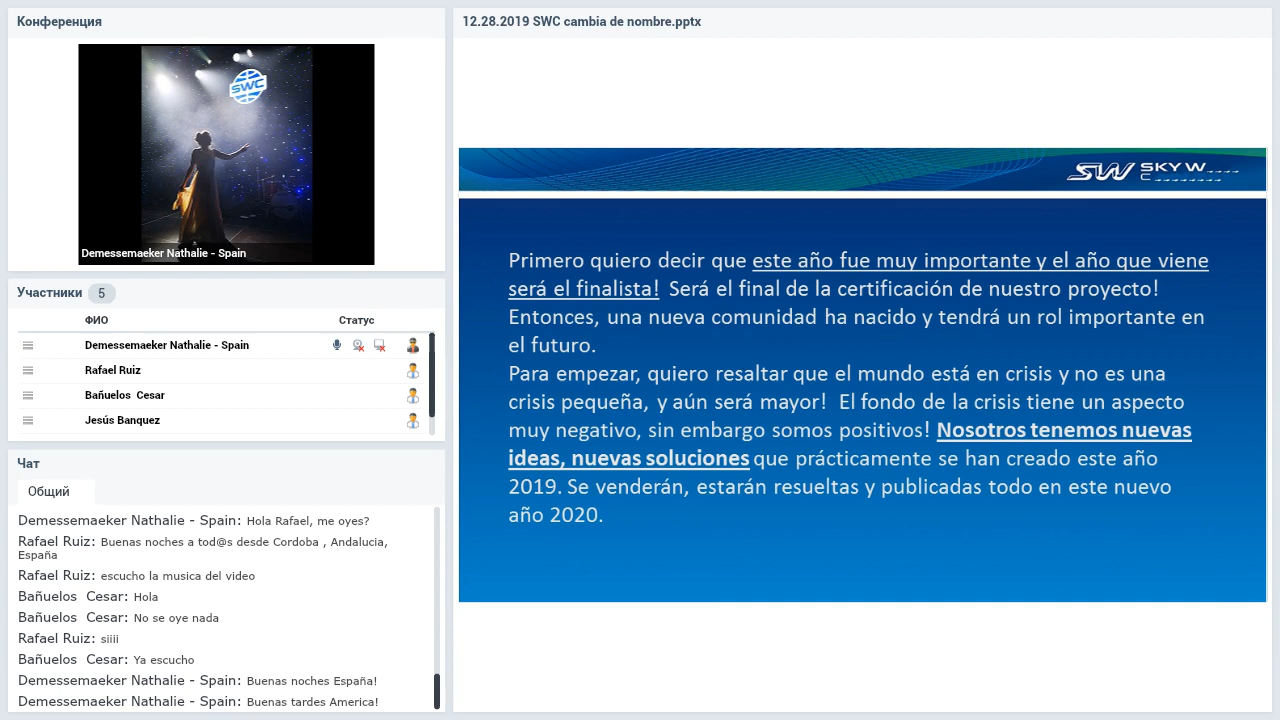 Конференция
SWC
Demessemaeker Nathalie - Spain
Участники 5
ФИО Статус
Demessemaeker Nathalie - Spain
Rafael Ruiz
Bañuelos  Cesar
Jesús Banquez
Чат
Общий
Demessemaeker Nathalie - Spain: Hola Rafael, me oyes?
Rafael Ruiz: Buenas noches a tod@s desde Cordoba , Andalucia,
España
Rafael Ruiz: escucho la musica del video
Bañuelos  Cesar: Hola
Bañuelos  Cesar: No se oye nada
Rafael Ruiz: siiii
Bañuelos  Cesar: Ya escucho
Demessemaeker Nathalie - Spain: Buenas noches España!
Demessemaeker Nathalie - Spain: Buenas tardes America!
12.28.2019 SWC cambia de nombre.pptx
SW SKY W......
C..........
Primero quiero decir que este año fue muy importante y el año que viene
será el finalista!  Será el final de la certificación de nuestro proyecto!
Entonces, una nueva comunidad ha nacido y tendrá un rol importante en
el futuro.
Para empezar, quiero resaltar que el mundo está en crisis y no es una
crisis pequeña, y aún será mayor!  El fondo de la crisis tiene un aspecto
muy negativo, sin embargo somos positivos! Nosotros tenemos nuevas
ideas, nuevas soluciones que prácticamente se han creado este año
2019. Se venderán, estarán resueltas y publicadas todo en este nuevo
año 2020.